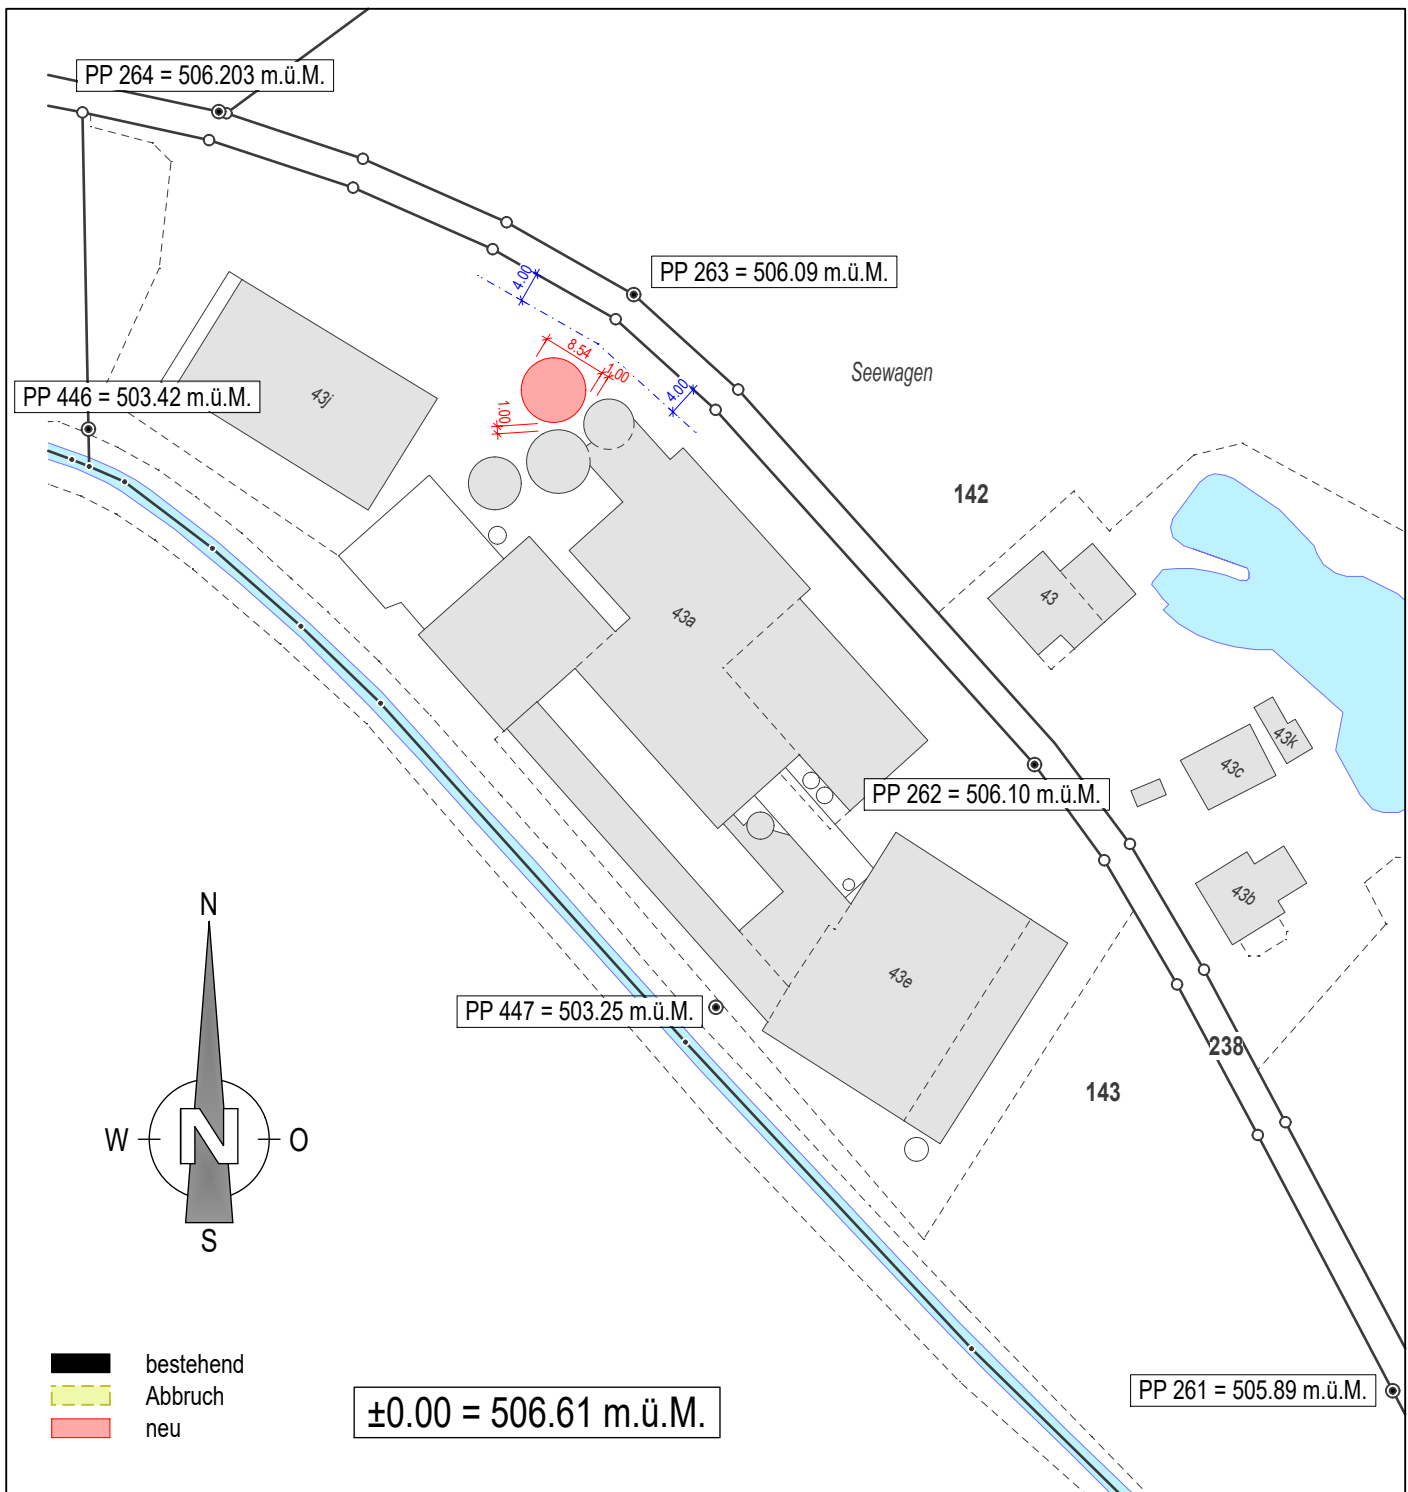 PP 264 = 506.203 m.ü.M.
PP 263 = 506.09 m.ü.M.
4.00
8.54
1.00
4.00
1.00
Seewagen
PP 446 = 503.42 m.ü.M.
43j
142
43
43a
43k
43c
PP 262 = 506.10 m.ü.M.
43b
43e
PP 447 = 503.25 m.ü.M.
238
143
N
W
N
O
S
bestehend
Abbruch
neu
±0.00 = 506.61 m.ü.M.
PP 261 = 505.89 m.ü.M.